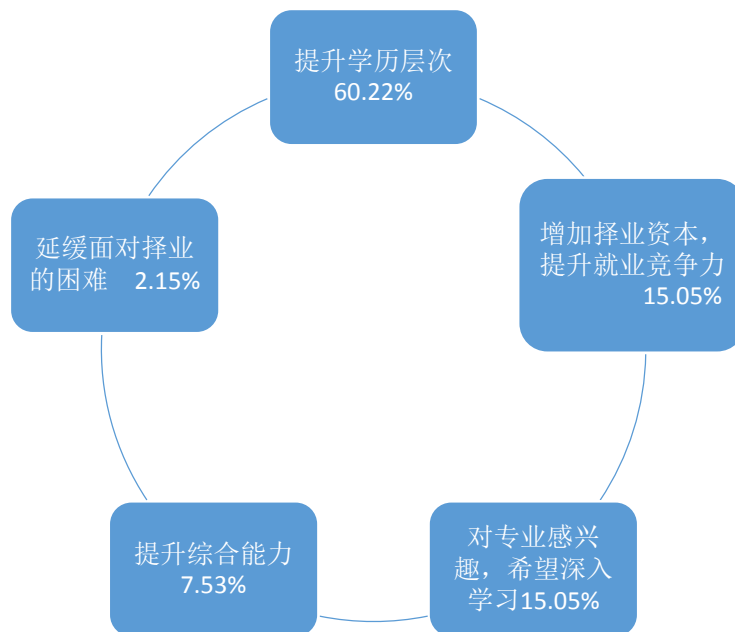 提升学历层次
60.22%
增加择业资本，
提升就业竞争力
15.05%
对专业感兴
趣，希望深入
学习15.05%
提升综合能力
7.53%
延缓面对择业
的困难 2.15%